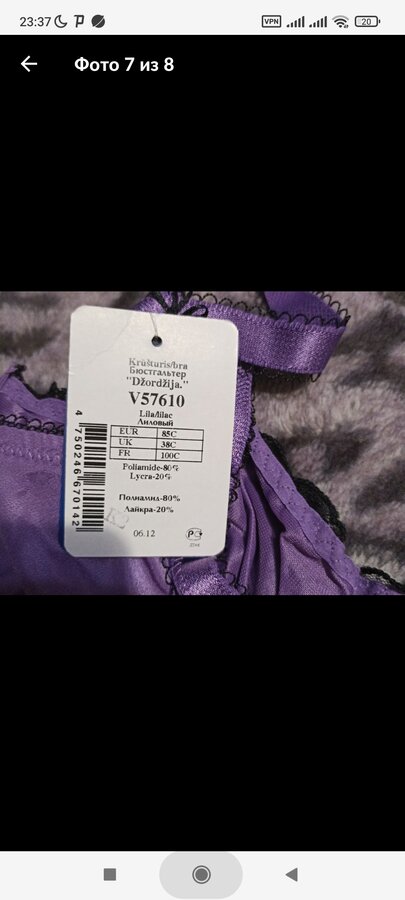 23:37
VPN
20
Фото 7 из 8
Krūšturis/bra
Бюстгальтер
"Džordžija."
V57610
Lila/lilac
Лиловый
EUR 85C
UK 38C
FR 100C
Poliamide-80%
Lycra-20%
Полиамид-80%
Лайкра-20%
06.12
4 750246 670142